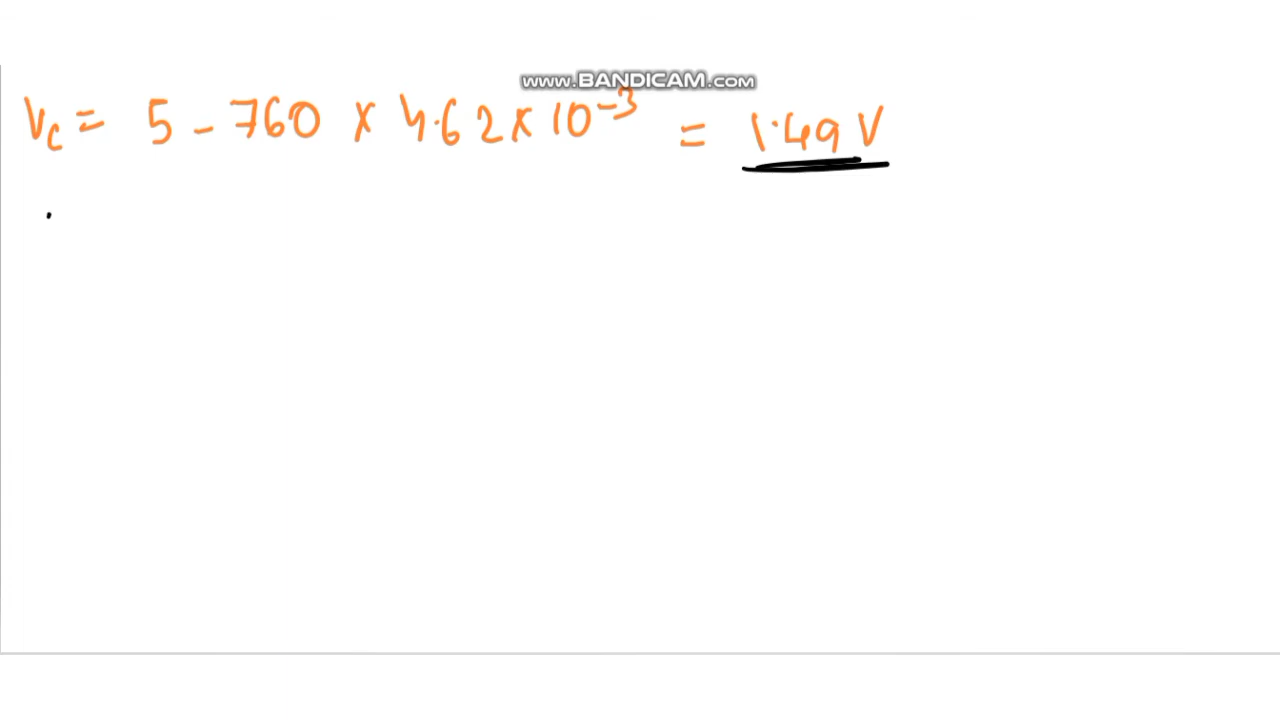 www.BANDICAM.com
Vc = 5 - 760 x 4.62 x 10⁻³ = 1.49 V